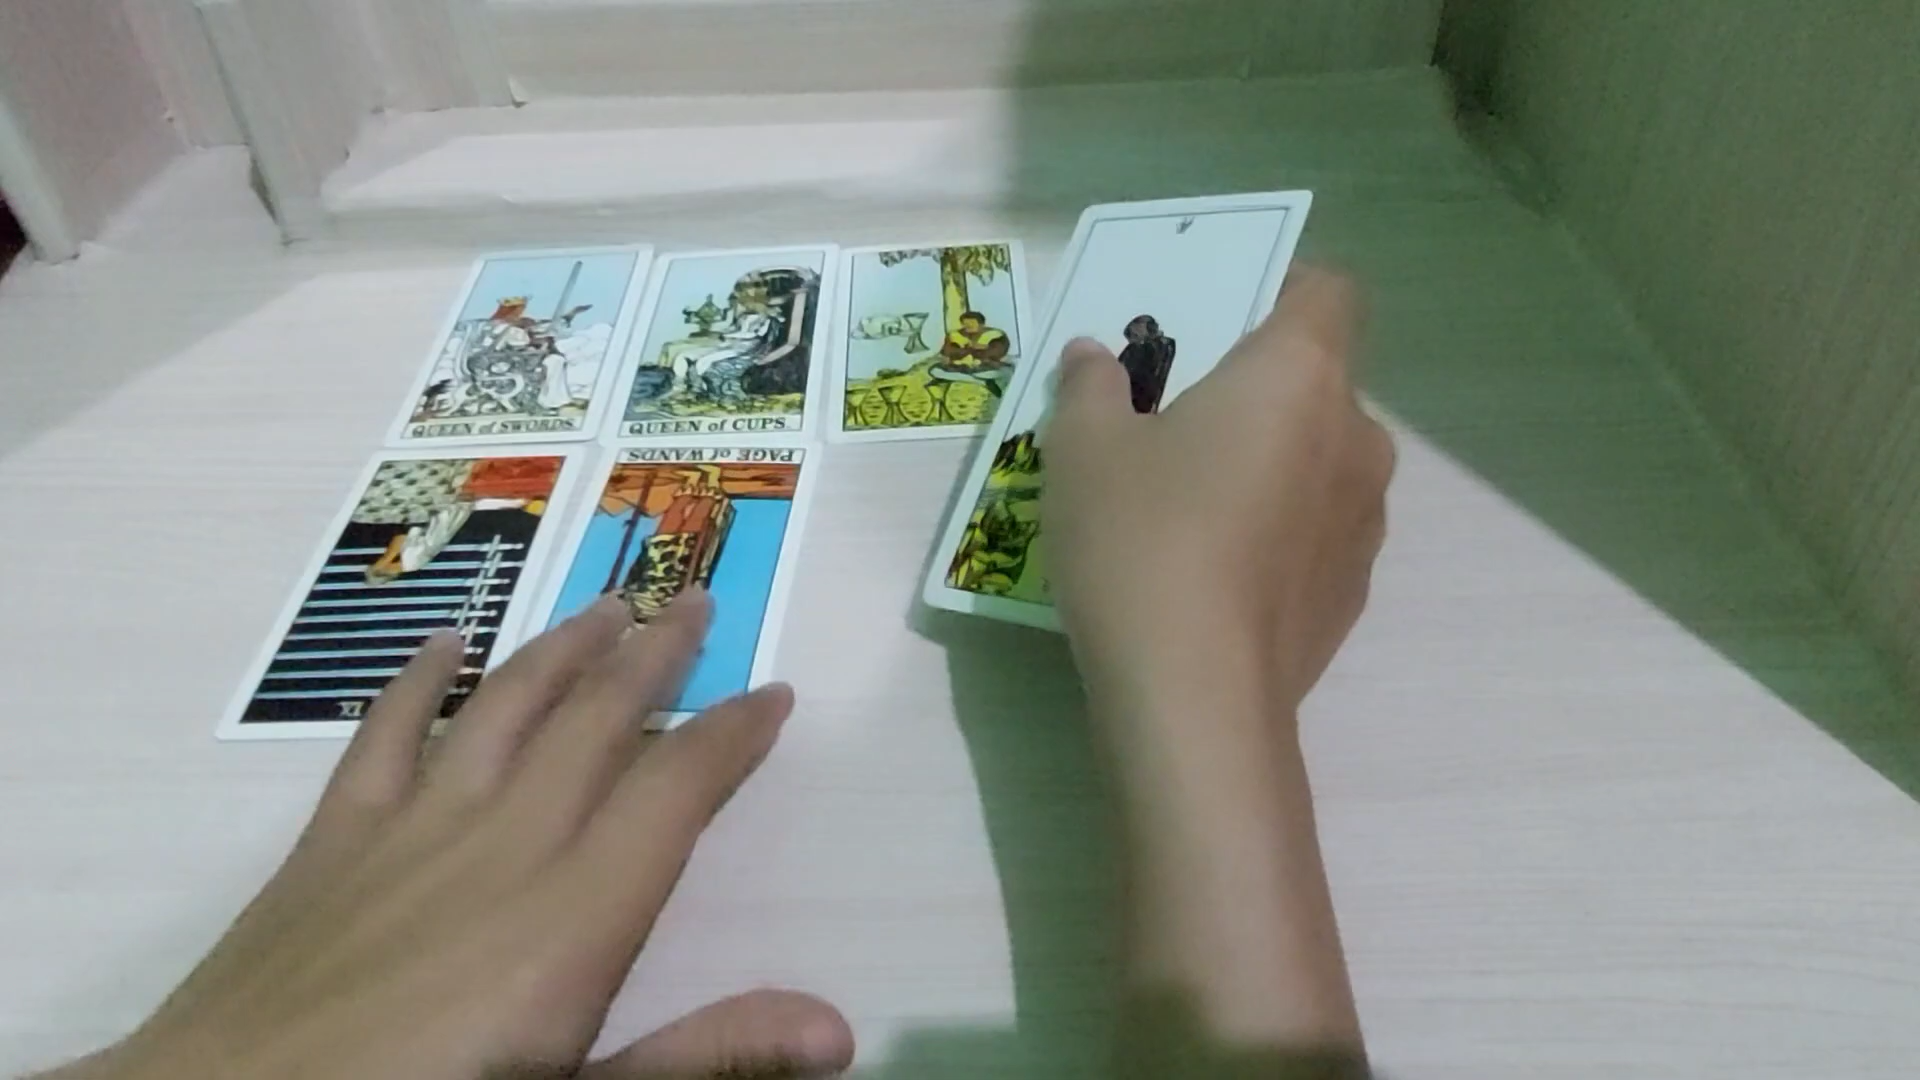 QUEEN of SWORDS
QUEEN of CUPS
PAGE of WANDS
IX